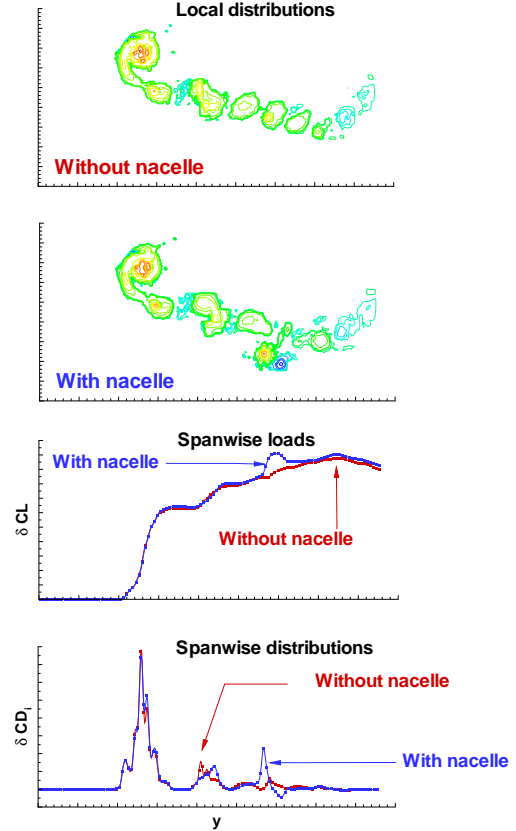 Local distributions
Without nacelle
With nacelle
Spanwise loads
With nacelle
Without nacelle
δ CL
Spanwise distributions
Without nacelle
With nacelle
δ CDi
y